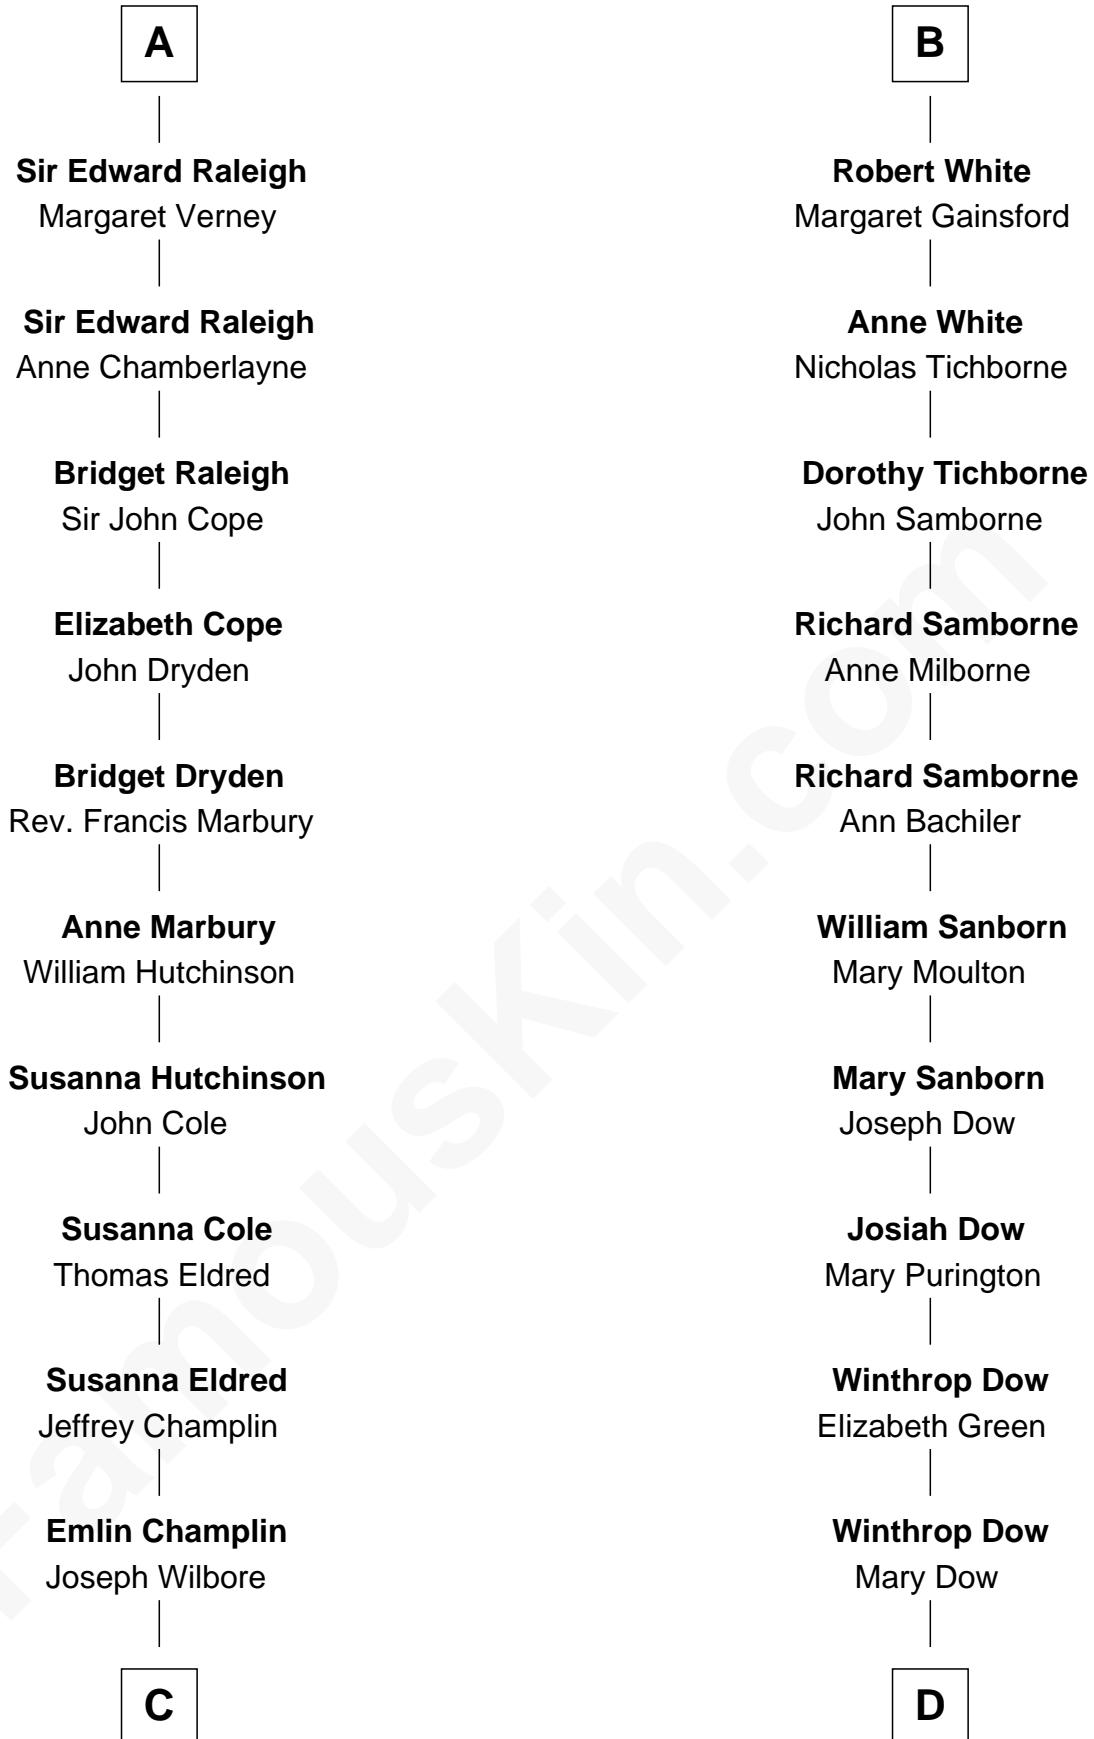 A
Sir Edward Raleigh
Margaret Verney
Sir Edward Raleigh
Anne Chamberlayne
Bridget Raleigh
Sir John Cope
Elizabeth Cope
John Dryden
Bridget Dryden
Rev. Francis Marbury
Anne Marbury
William Hutchinson
Susanna Hutchinson
John Cole
Susanna Cole
Thomas Eldred
Susanna Eldred
Jeffrey Champlin
Emlin Champlin
Joseph Wilbore
C
B
Robert White
Margaret Gainsford
Anne White
Nicholas Tichborne
Dorothy Tichborne
John Samborne
Richard Samborne
Anne Milborne
Richard Samborne
Ann Bachiler
William Sanborn
Mary Moulton
Mary Sanborn
Joseph Dow
Josiah Dow
Mary Purington
Winthrop Dow
Elizabeth Green
Winthrop Dow
Mary Dow
D
FamousKin.com